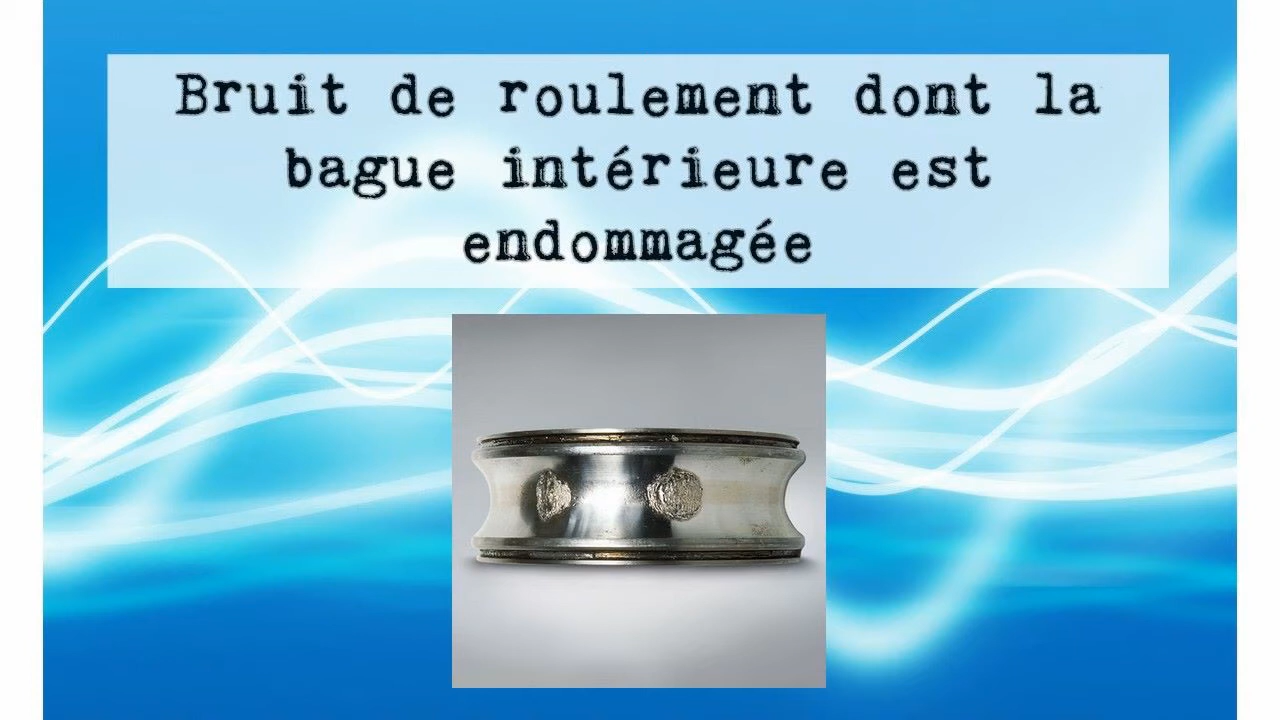 Bruit de roulement dont la
bague intérieure est
endommagée